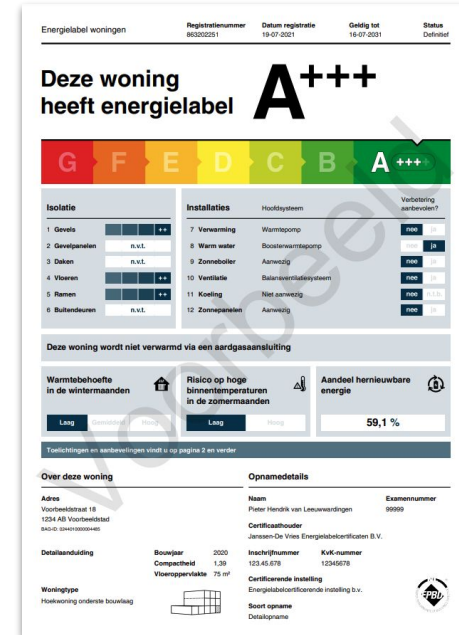 Energielabel woningen
Registratienummer
863202251
Datum registratie
19-07-2021
Geldig tot
16-07-2031
Status
Definitief
Deze woning
heeft energielabel
A+++
G F E D C B A ++++
Isolatie
1 Gevels ++
2 Gevelpanelen n.v.t.
3 Daken n.v.t.
4 Vloeren ++
5 Ramen ++
6 Buitendeuren n.v.t.
Installaties Hoofdsysteem Verbetering
aanbevolen?
7 Verwarming Warmtepomp nee ja
8 Warm water Boosterwarmtepomp nee ja
9 Zonneboiler Aanwezig nee ja
10 Ventilatie Balansventilatiesysteem nee ja
11 Koeling Niet aanwezig nee n.t.b.
12 Zonnepanelen Aanwezig nee ja
Deze woning wordt niet verwarmd via een aardgasaansluiting
Warmtebehoefte
in de wintermaanden
Laag Gemiddeld Hoog
Risico op hoge
binnentemperaturen
in de zomermaanden
Laag Hoog
Aandeel hernieuwbare
energie
59,1 %
Toelichtingen en aanbevelingen vindt u op pagina 2 en verder
Over deze woning
Adres
Voorbeeldstraat 18
1234 AB Voorbeeldstad
Detailaanduiding
Bouwjaar 2020
Compactheid 1,39
Vloeroppervlakte 75 m²
Woningtype
Hoekwoning onderste bouwlaag
Opnamedetails
Naam
Pieter Hendrik van Leeuwwardingen
Examennummer
99999
Certificaathouder
Janssen-De Vries Energielabelcertificaten B.V.
Inschrijfnummer
123.45.678
KvK-nummer
12345678
Certificerende instelling
Energielabelcertificerende instelling b.v.
Soort opname
Detailopname
EPBD
Voorbeeld